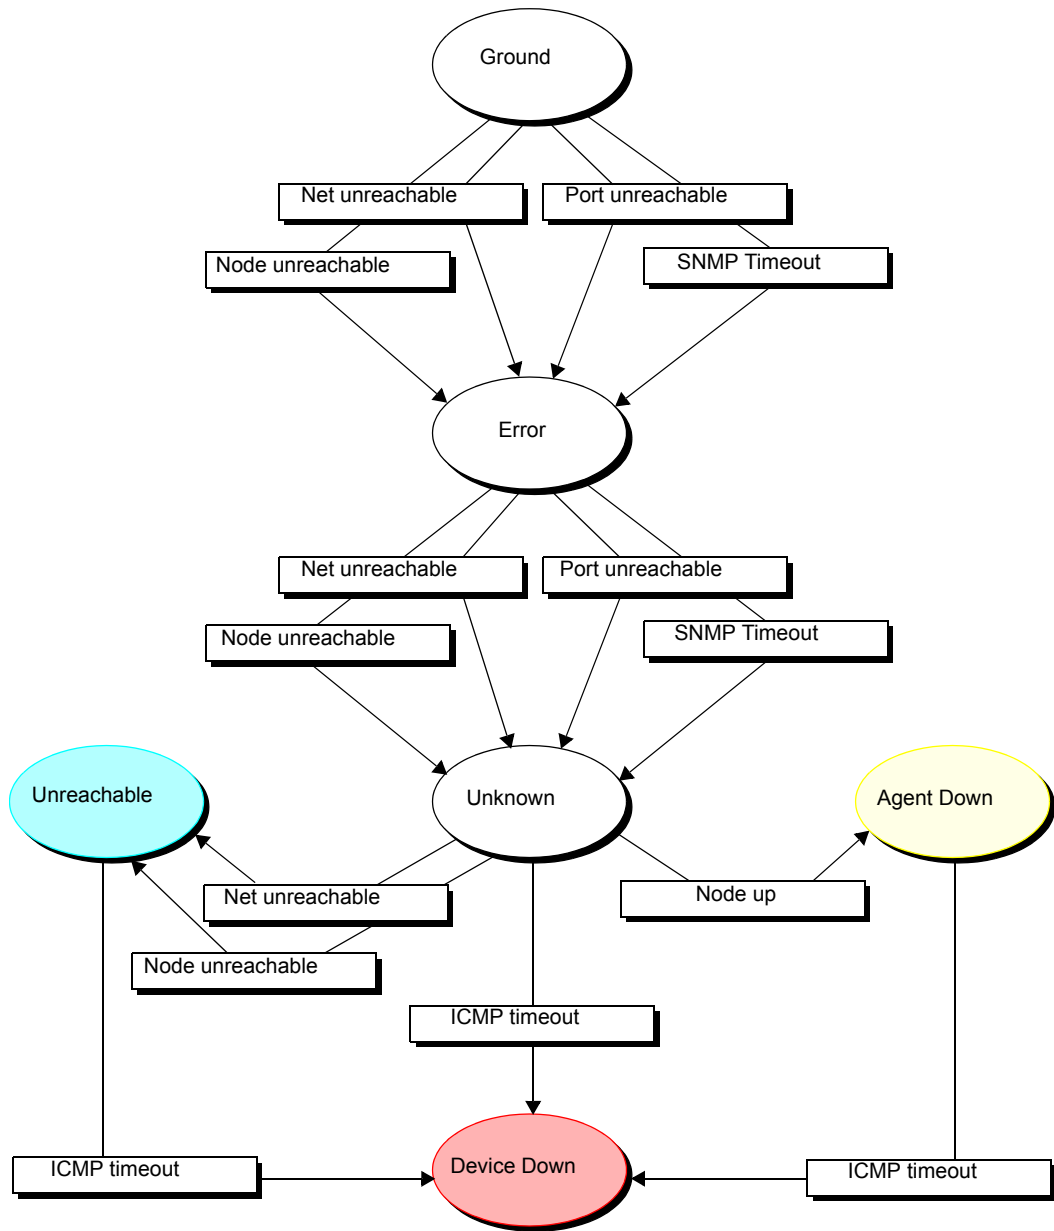 Ground
Net unreachable
Port unreachable
Node unreachable
SNMP Timeout
Error
Net unreachable
Port unreachable
Node unreachable
SNMP Timeout
Unreachable
Unknown
Agent Down
Net unreachable
Node up
Node unreachable
ICMP timeout
ICMP timeout
Device Down
ICMP timeout